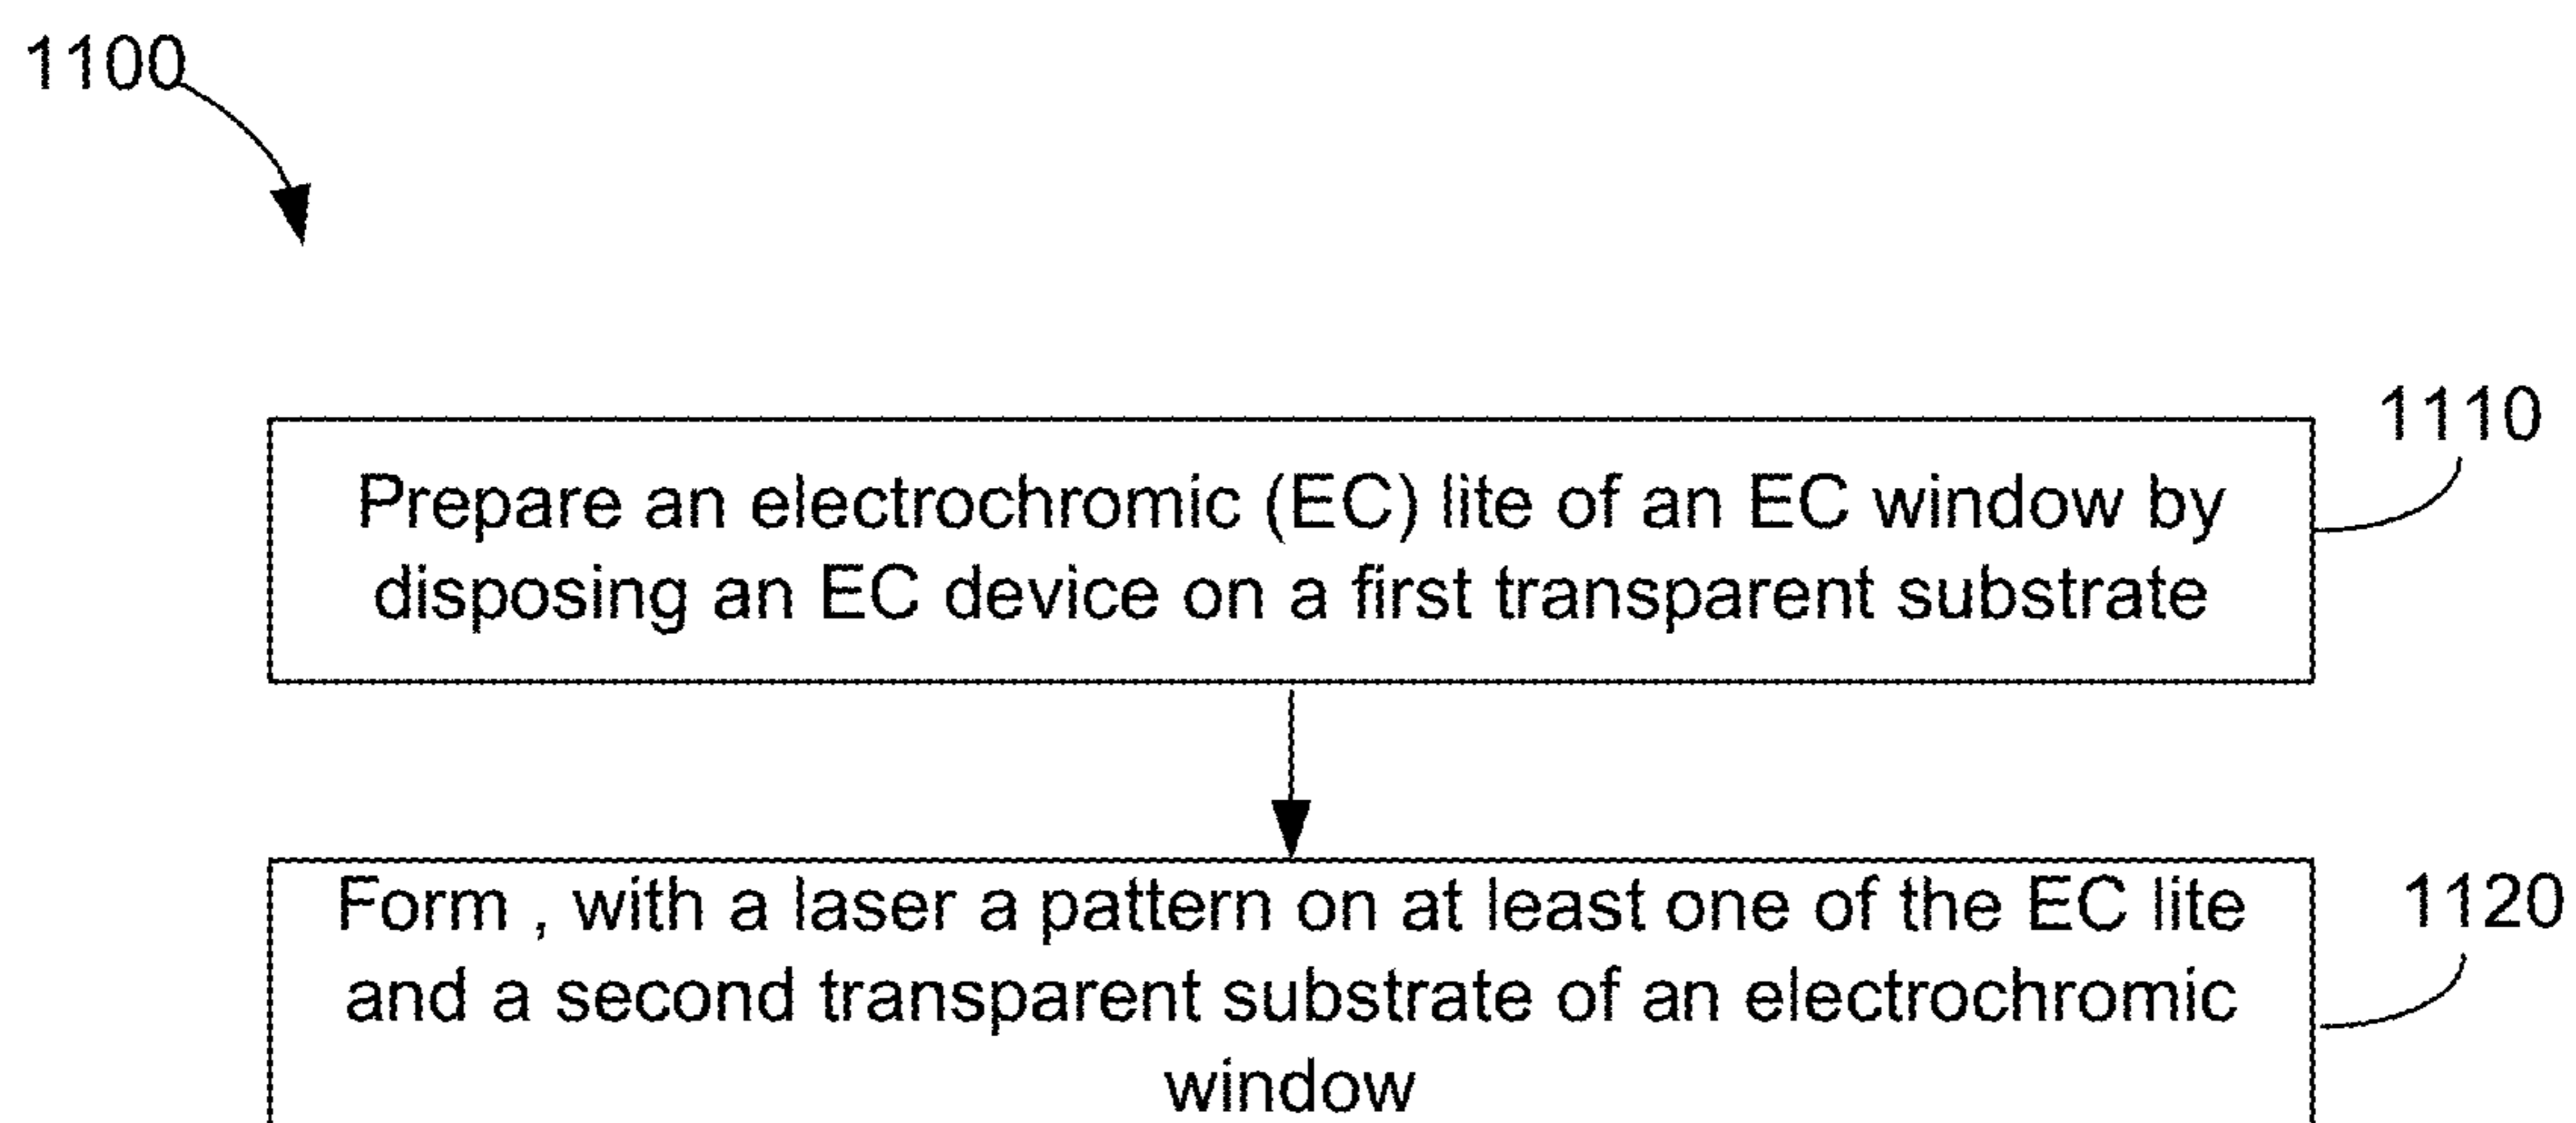 1100
1110
Prepare an electrochromic (EC) lite of an EC window by
disposing an EC device on a first transparent substrate
1120
Form , with a laser a pattern on at least one of the EC lite
and a second transparent substrate of an electrochromic
window